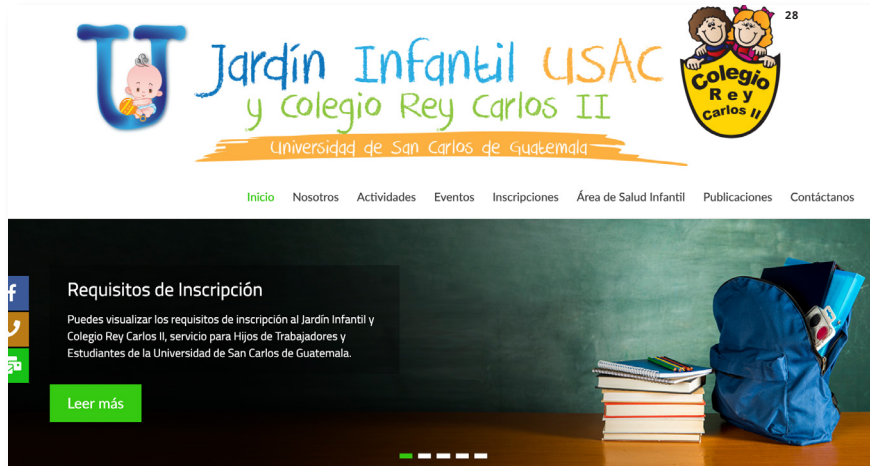 28
U
Jardín Infantil USAC
y Colegio Rey Carlos II
Universidad de San Carlos de Guatemala
Colegio
Rey
Carlos II
Inicio Nosotros Actividades Eventos Inscripciones Área de Salud Infantil Publicaciones Contáctanos
Requisitos de Inscripción
Puedes visualizar los requisitos de inscripción al Jardín Infantil y
Colegio Rey Carlos II, servicio para Hijos de Trabajadores y
Estudiantes de la Universidad de San Carlos de Guatemala.
Leer más